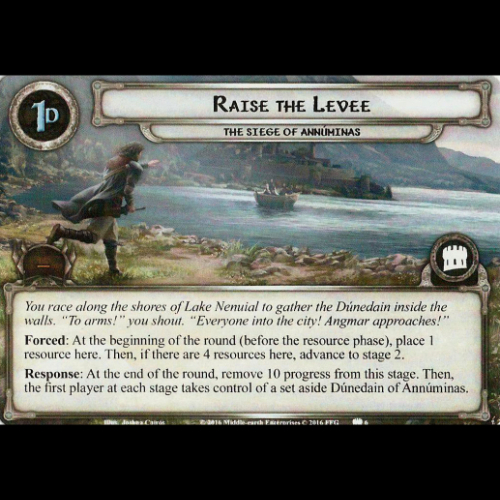 1D
RAISE THE LEVEE
THE SIEGE OF ANNÚMINAS
–
You race along the shores of Lake Nenuial to gather the Dúnedain inside the
walls. “To arms!” you shout. “Everyone into the city! Angmar approaches!”
Forced: At the beginning of the round (before the resource phase), place 1
resource here. Then, if there are 4 resources here, advance to stage 2.
Response: At the end of the round, remove 10 progress from this stage. Then,
the first player at each stage takes control of a set aside Dúnedain of Annúminas.
© 2016 Middle-earth Enterprises © 2016 FFG
6